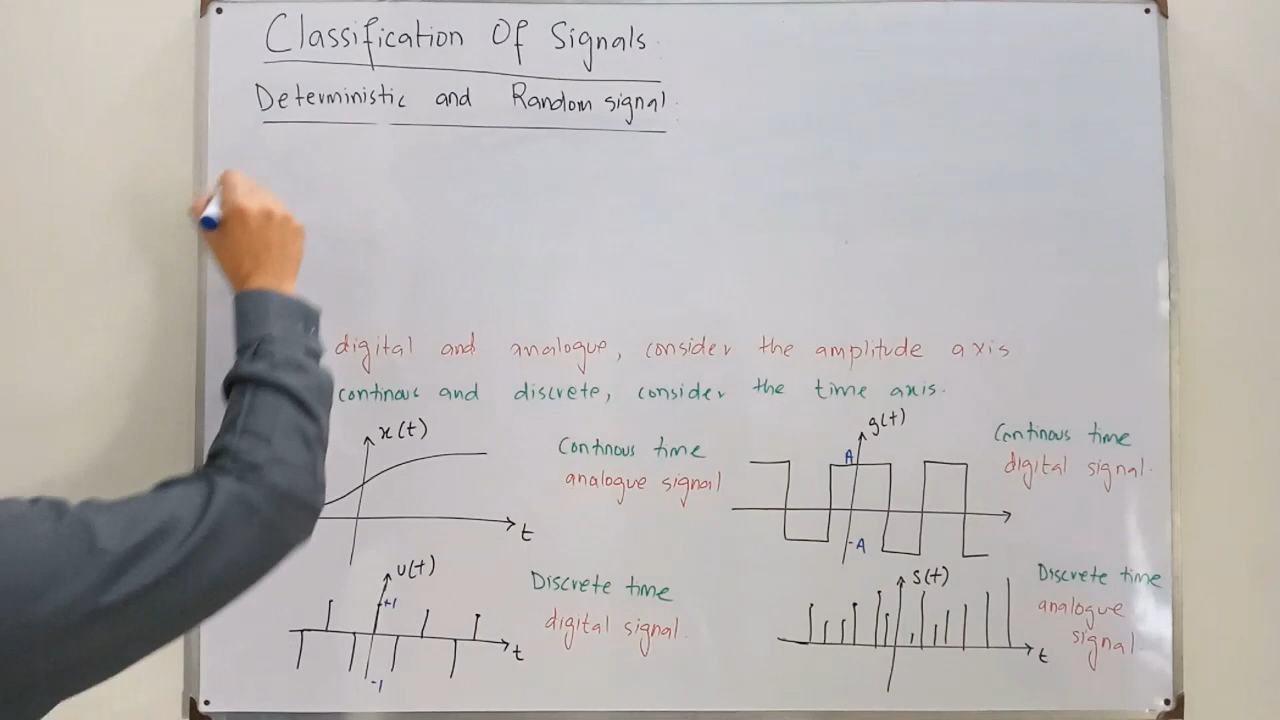 Classification Of Signals.
Deterministic and Random signal.
digital and analogue, consider the amplitude axis
continous and discrete, consider the time axis.
x(t)
t
Continous time
analogue signal
g(t)
A
-A
Continous time
digital signal.
u(t)
+1
-1
t
Discrete time
digital signal.
s(t)
t
Discrete time
analogue
signal.